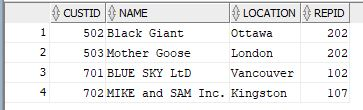 CUSTID NAME LOCATION REPID
1 502 Black Giant Ottawa 202
2 503 Mother Goose London 202
3 701 BLUE SKY LtD Vancouver 102
4 702 MIKE and SAM Inc. Kingston 107